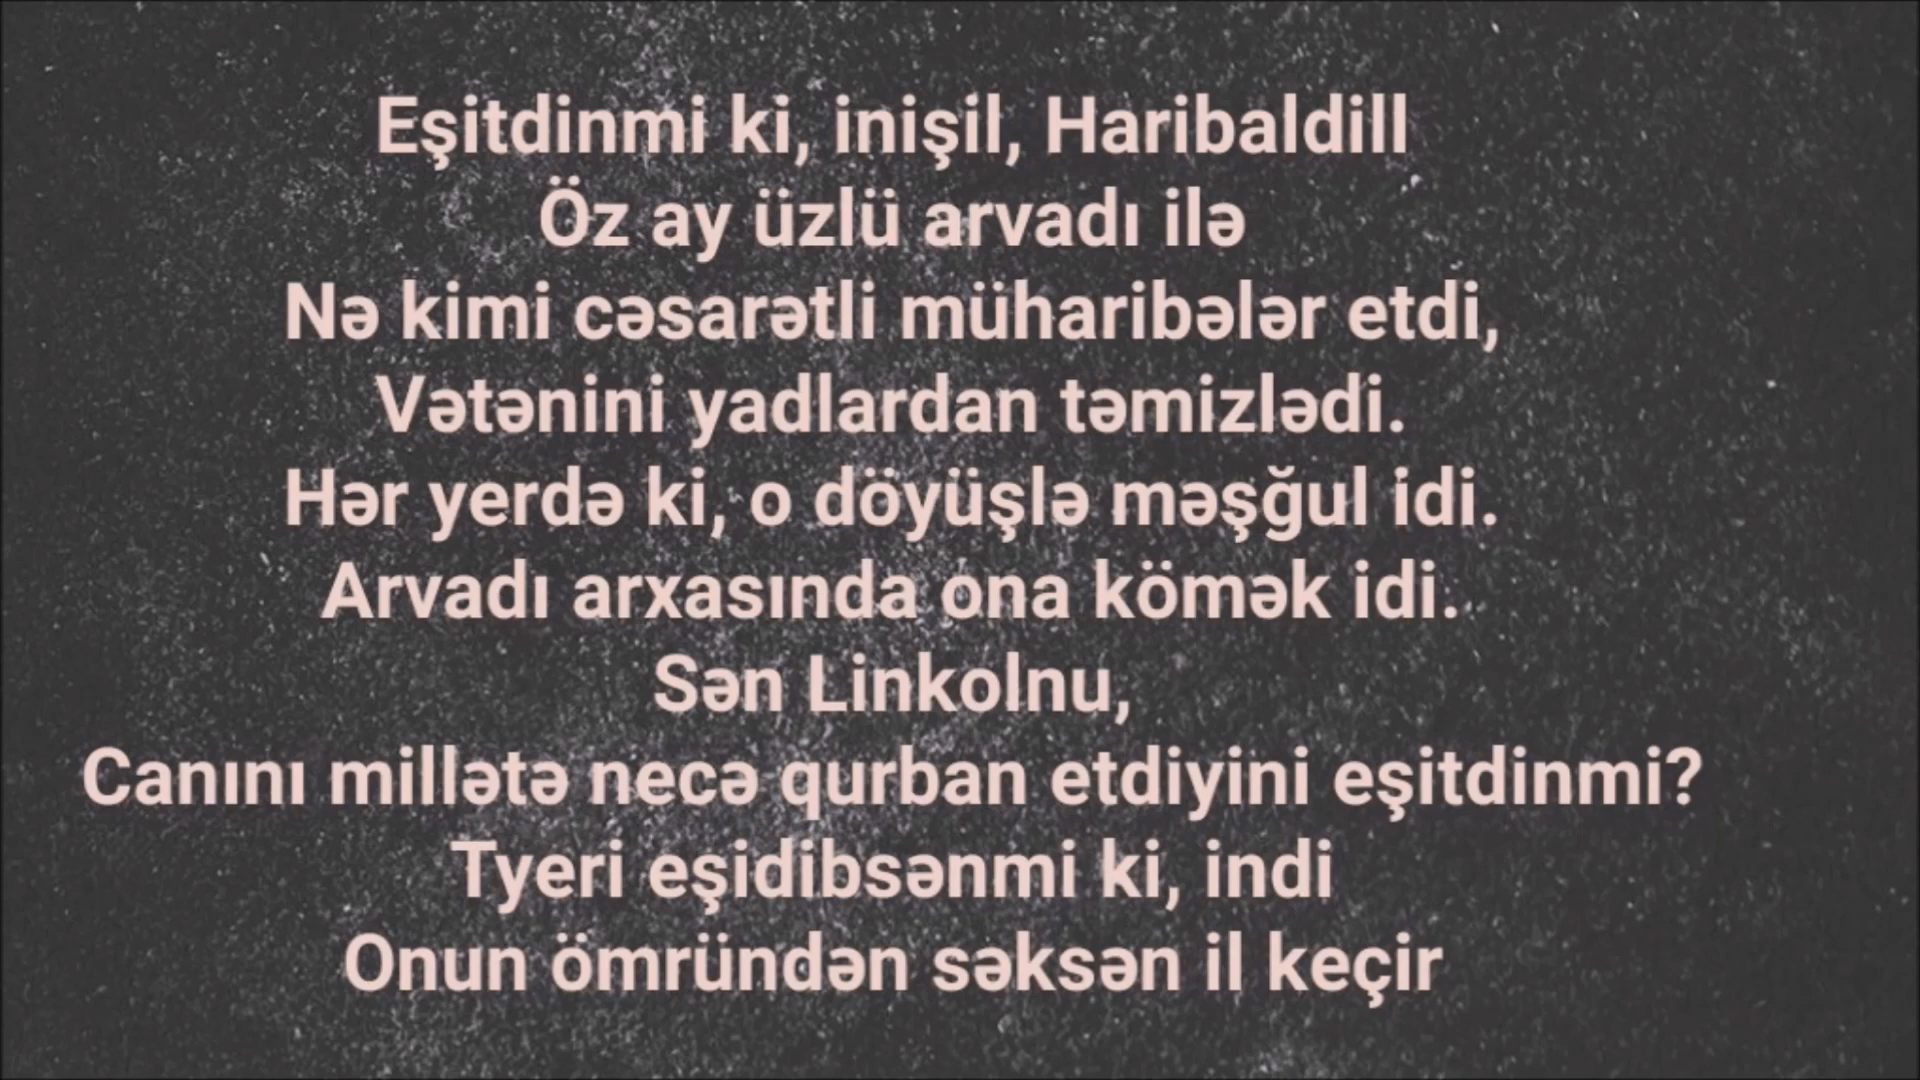 Eşitdinmi ki, inişil, Haribaldill
Öz ay üzlü arvadı ilə
Nə kimi cəsarətli müharibələr etdi,
Vətənini yadlardan təmizlədi.
Hər yerdə ki, o döyüşlə məşğul idi.
Arvadı arxasında ona kömək idi.
Sən Linkolnu,
Canını millətə necə qurban etdiyini eşitdinmi?
Tyeri eşidibsənmi ki, indi
Onun ömründən səksən il keçir